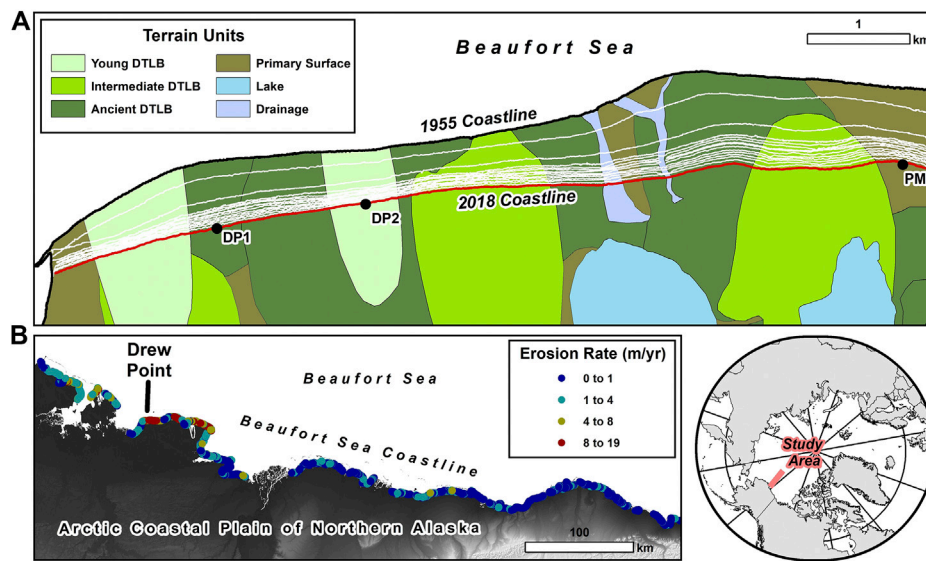 A
Terrain Units
Young DTLB
Intermediate DTLB
Ancient DTLB
Primary Surface
Lake
Drainage
Beaufort Sea
1
km
1955 Coastline
2018 Coastline
DP1
DP2
PM
B
Drew
Point
Beaufort Sea
Beaufort Sea Coastline
Arctic Coastal Plain of Northern Alaska
Erosion Rate (m/yr)
0 to 1
1 to 4
4 to 8
8 to 19
100
km
Study
Area